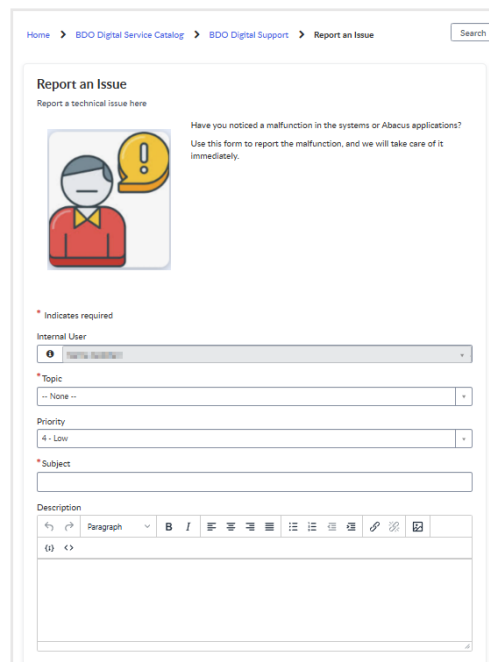 Home > BDO Digital Service Catalog > BDO Digital Support > Report an Issue
Search
Report an Issue
Report a technical issue here
Have you noticed a malfunction in the systems or Abacus applications?
Use this form to report the malfunction, and we will take care of it
immediately.
* Indicates required
Internal User
*Topic
-- None --
Priority
4 - Low
*Subject
Description
Paragraph B I
{i} <>